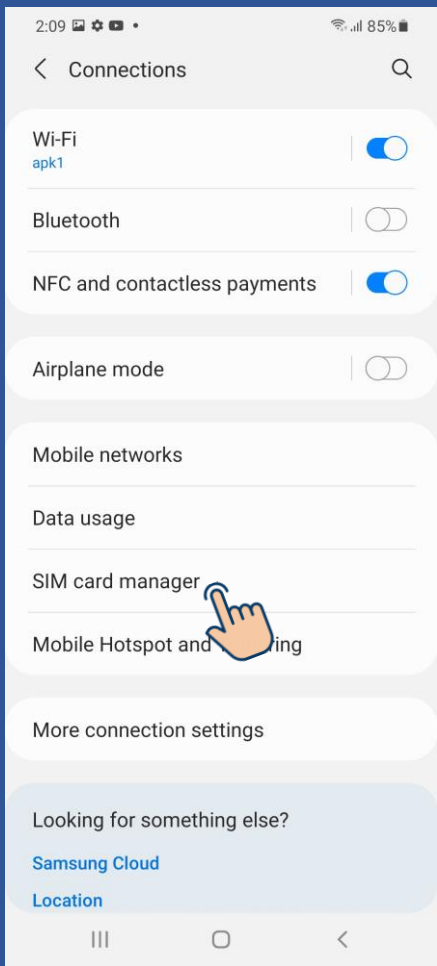 2:09 85%
Connections
Wi-Fi
apk1
Bluetooth
NFC and contactless payments
Airplane mode
Mobile networks
Data usage
SIM card manager
Mobile Hotspot and ring
More connection settings
Looking for something else?
Samsung Cloud
Location